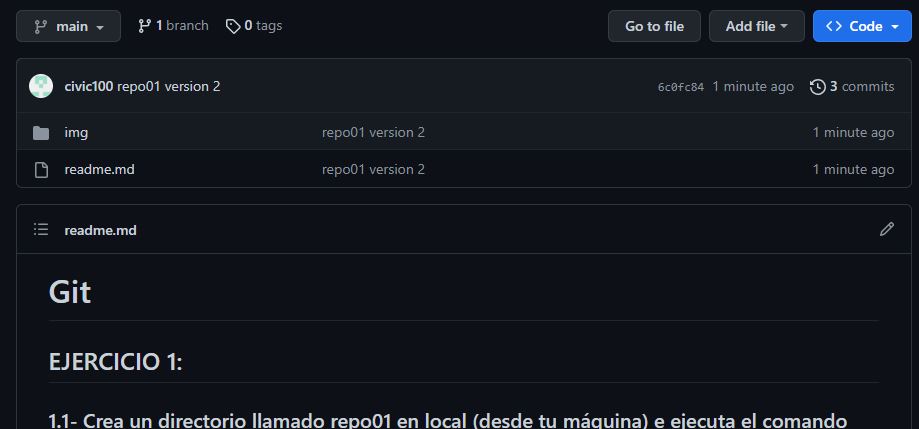 main 1 branch 0 tags Go to file Add file Code
civic100 repo01 version 2 6c0fc84 1 minute ago 3 commits
img repo01 version 2 1 minute ago
readme.md repo01 version 2 1 minute ago
readme.md
Git
EJERCICIO 1:
1.1- Crea un directorio llamado repo01 en local (desde tu máquina) e ejecuta el comando